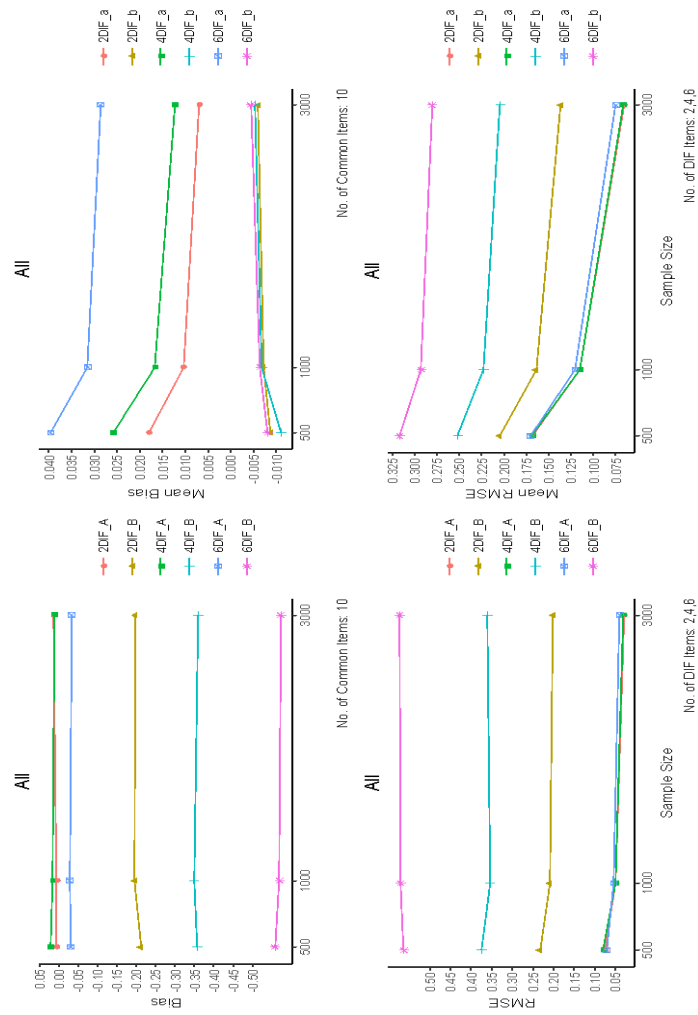 All
0.05
0.00
-0.05
-0.10
-0.15
-0.20
-0.25
-0.30
-0.35
-0.40
-0.45
-0.50
Bias
500
1000
3000
No. of Common Items: 10
2DIF_A
2DIF_B
4DIF_A
4DIF_B
6DIF_A
6DIF_B
All
0.040
0.035
0.030
0.025
0.020
0.015
0.010
0.005
0.000
-0.005
-0.010
Mean Bias
500
1000
3000
No. of Common Items: 10
2DIF_a
2DIF_b
4DIF_a
4DIF_b
6DIF_a
6DIF_b
All
0.50
0.45
0.40
0.35
0.30
0.25
0.20
0.15
0.10
0.05
RMSE
500
1000
3000
Sample Size
No. of DIF Items: 2,4,6
2DIF_A
2DIF_B
4DIF_A
4DIF_B
6DIF_A
6DIF_B
All
0.325
0.300
0.275
0.250
0.225
0.200
0.175
0.150
0.125
0.100
0.075
Mean RMSE
500
1000
3000
Sample Size
No. of DIF Items: 2,4,6
2DIF_a
2DIF_b
4DIF_a
4DIF_b
6DIF_a
6DIF_b